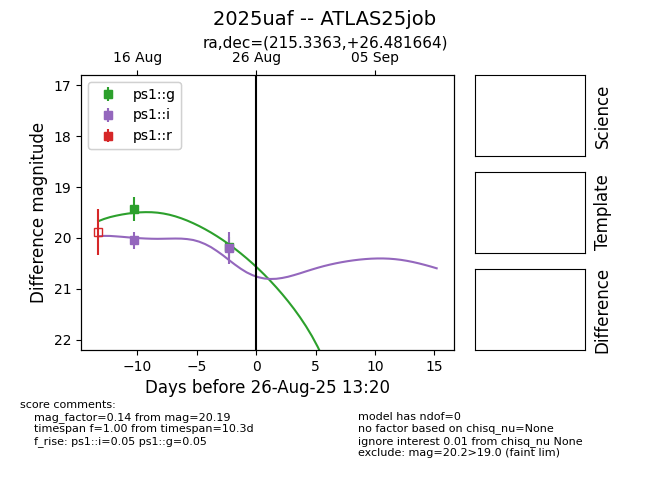 2025uaf -- ATLAS25job
ra,dec=(215.3363,+26.481664)
16 Aug 26 Aug 05 Sep
ps1::g
ps1::i
ps1::r
17
18
19
20
21
22
Difference magnitude
−10 −5 0 5 10 15
Days before 26-Aug-25 13:20
Science
Template
Difference
score comments:
mag_factor=0.14 from mag=20.19
timespan f=1.00 from timespan=10.3d
f_rise: ps1::i=0.05 ps1::g=0.05
model has ndof=0
no factor based on chisq_nu=None
ignore interest 0.01 from chisq_nu None
exclude: mag=20.2>19.0 (faint lim)